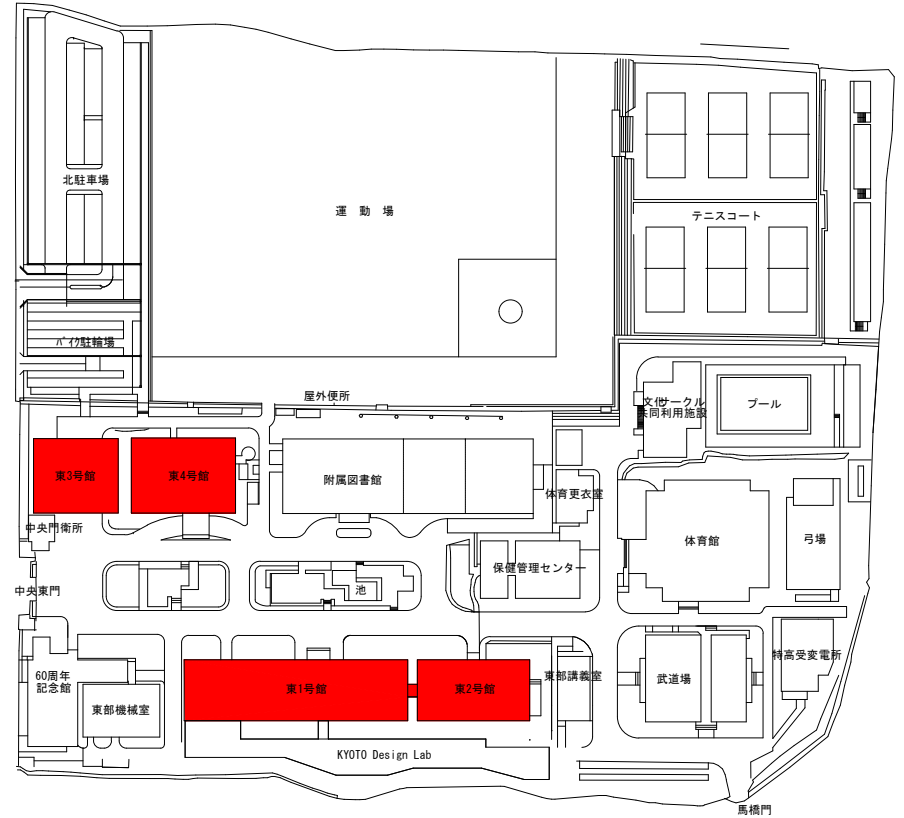 北駐車場
運 動 場
テニスコート
バイク駐輪場
屋外便所
文化サークル
共同利用施設
プール
東3号館
東4号館
附属図書館
体育更衣室
中央門衛所
体育館
弓場
保健管理センター
中央東門
池
60周年
記念館
東部機械室
東1号館
東2号館
東部講義室
武道場
特高受変電所
KYOTO Design Lab
馬橋門